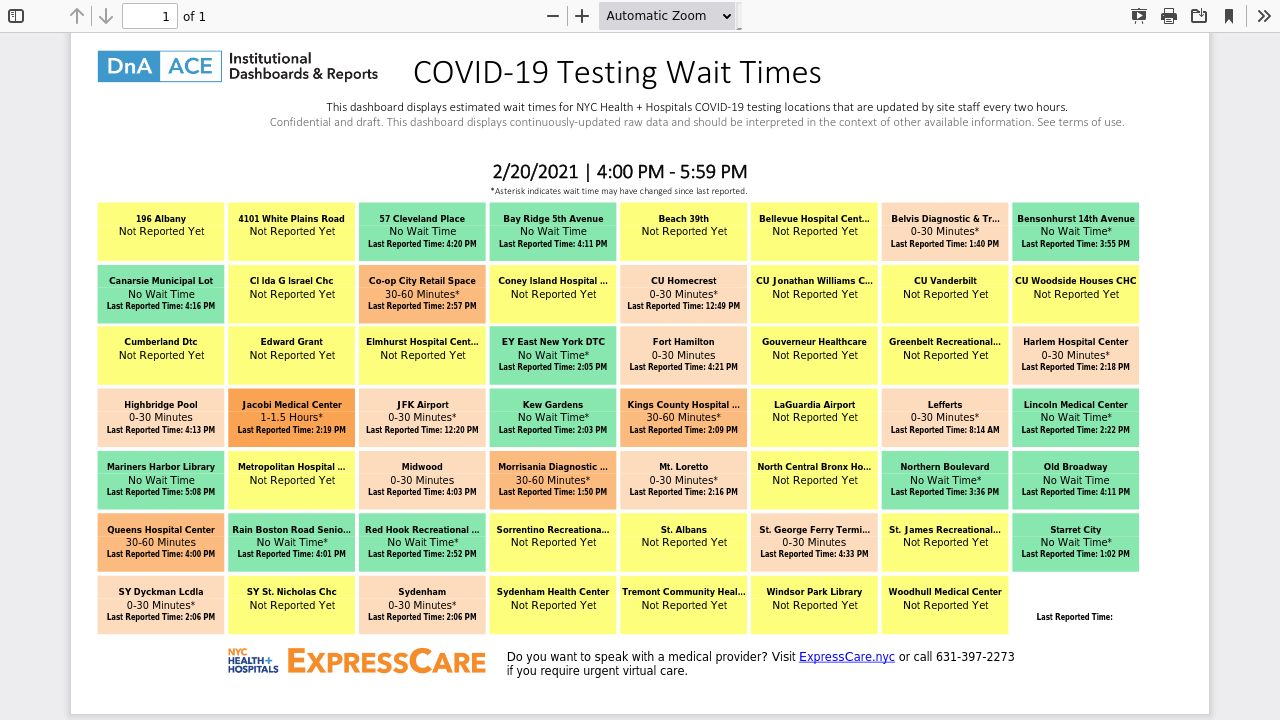 1 of 1
Automatic Zoom
DnA ACE Institutional
Dashboards & Reports
COVID-19 Testing Wait Times
This dashboard displays estimated wait times for NYC Health + Hospitals COVID-19 testing locations that are updated by site staff every two hours.
Confidential and draft. This dashboard displays continuously-updated raw data and should be interpreted in the context of other available information. See terms of use.
2/20/2021 | 4:00 PM - 5:59 PM
*Asterisk indicates wait time may have changed since last reported.
196 Albany
Not Reported Yet
4101 White Plains Road
Not Reported Yet
57 Cleveland Place
No Wait Time
Last Reported Time: 4:20 PM
Bay Ridge 5th Avenue
No Wait Time
Last Reported Time: 4:11 PM
Beach 39th
Not Reported Yet
Bellevue Hospital Cent...
Not Reported Yet
Belvis Diagnostic & Tr...
0-30 Minutes*
Last Reported Time: 1:40 PM
Bensonhurst 14th Avenue
No Wait Time*
Last Reported Time: 3:55 PM
Canarsie Municipal Lot
No Wait Time
Last Reported Time: 4:16 PM
Cl lda G Israel Chc
Not Reported Yet
Co-op City Retail Space
30-60 Minutes*
Last Reported Time: 2:57 PM
Coney Island Hospital ...
Not Reported Yet
CU Homecrest
0-30 Minutes*
Last Reported Time: 12:49 PM
CU Jonathan Williams C...
Not Reported Yet
CU Vanderbilt
Not Reported Yet
CU Woodside Houses CHC
Not Reported Yet
Cumberland Dtc
Not Reported Yet
Edward Grant
Not Reported Yet
Elmhurst Hospital Cent...
Not Reported Yet
EY East New York DTC
No Wait Time*
Last Reported Time: 2:05 PM
Fort Hamilton
0-30 Minutes
Last Reported Time: 4:21 PM
Gouverneur Healthcare
Not Reported Yet
Greenbelt Recreational...
Not Reported Yet
Harlem Hospital Center
0-30 Minutes*
Last Reported Time: 2:18 PM
Highbridge Pool
0-30 Minutes
Last Reported Time: 4:13 PM
Jacobi Medical Center
1-1.5 Hours*
Last Reported Time: 2:19 PM
JFK Airport
0-30 Minutes*
Last Reported Time: 12:20 PM
Kew Gardens
No Wait Time*
Last Reported Time: 2:03 PM
Kings County Hospital ...
30-60 Minutes*
Last Reported Time: 2:09 PM
LaGuardia Airport
Not Reported Yet
Lefferts
0-30 Minutes*
Last Reported Time: 8:14 AM
Lincoln Medical Center
No Wait Time*
Last Reported Time: 2:22 PM
Mariners Harbor Library
No Wait Time
Last Reported Time: 5:08 PM
Metropolitan Hospital ...
Not Reported Yet
Midwood
0-30 Minutes
Last Reported Time: 4:03 PM
Morrisania Diagnostic ...
30-60 Minutes*
Last Reported Time: 1:50 PM
Mt. Loretto
0-30 Minutes*
Last Reported Time: 2:16 PM
North Central Bronx Ho...
Not Reported Yet
Northern Boulevard
No Wait Time*
Last Reported Time: 3:36 PM
Old Broadway
No Wait Time
Last Reported Time: 4:11 PM
Queens Hospital Center
30-60 Minutes
Last Reported Time: 4:00 PM
Rain Boston Road Senio...
No Wait Time*
Last Reported Time: 4:01 PM
Red Hook Recreational ...
No Wait Time*
Last Reported Time: 2:52 PM
Sorrentino Recreationa...
Not Reported Yet
St. Albans
Not Reported Yet
St. George Ferry Termi...
0-30 Minutes
Last Reported Time: 4:33 PM
St. James Recreational...
Not Reported Yet
Starret City
No Wait Time*
Last Reported Time: 1:02 PM
SY Dyckman Lcdla
0-30 Minutes*
Last Reported Time: 2:06 PM
SY St. Nicholas Chc
Not Reported Yet
Sydenham
0-30 Minutes*
Last Reported Time: 2:06 PM
Sydenham Health Center
Not Reported Yet
Tremont Community Heal...
Not Reported Yet
Windsor Park Library
Not Reported Yet
Woodhull Medical Center
Not Reported Yet
Last Reported Time:
NYC
HEALTH+
HOSPITALS
EXPRESSCARE
Do you want to speak with a medical provider? Visit ExpressCare.nyc or call 631-397-2273
if you require urgent virtual care.